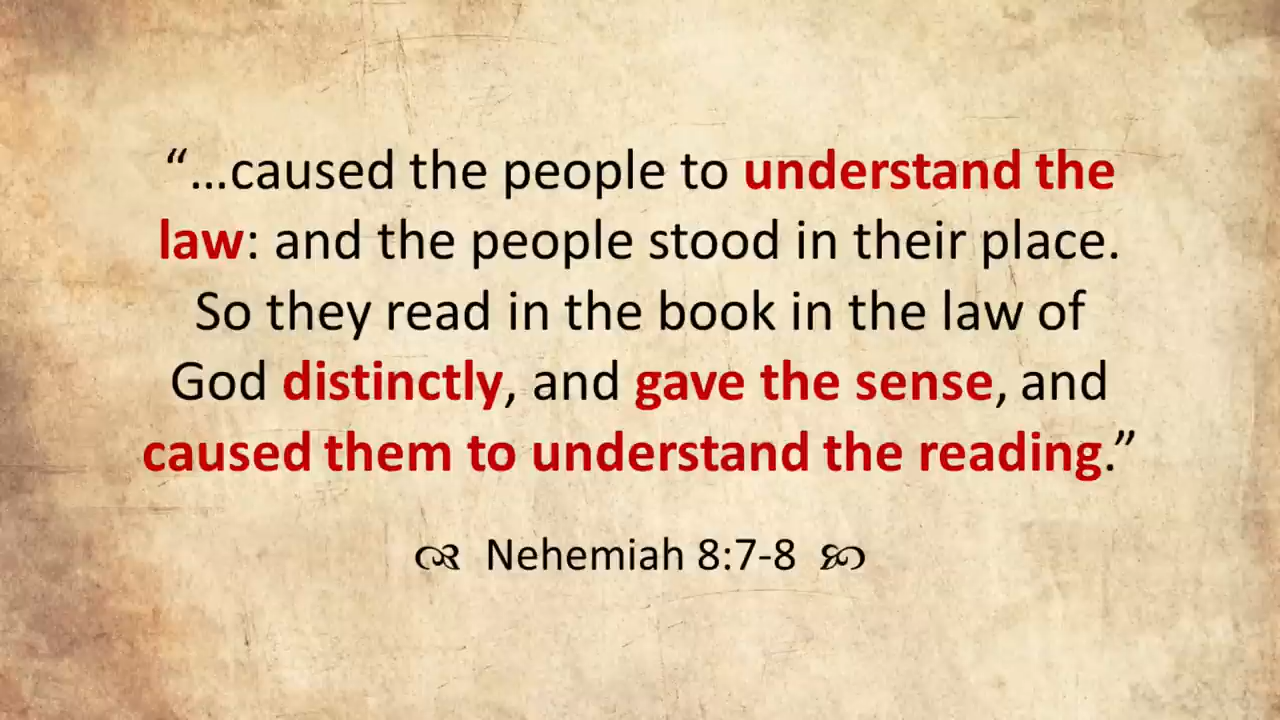 “…caused the people to understand the
law: and the people stood in their place.
So they read in the book in the law of
God distinctly, and gave the sense, and
caused them to understand the reading.”
Nehemiah 8:7-8